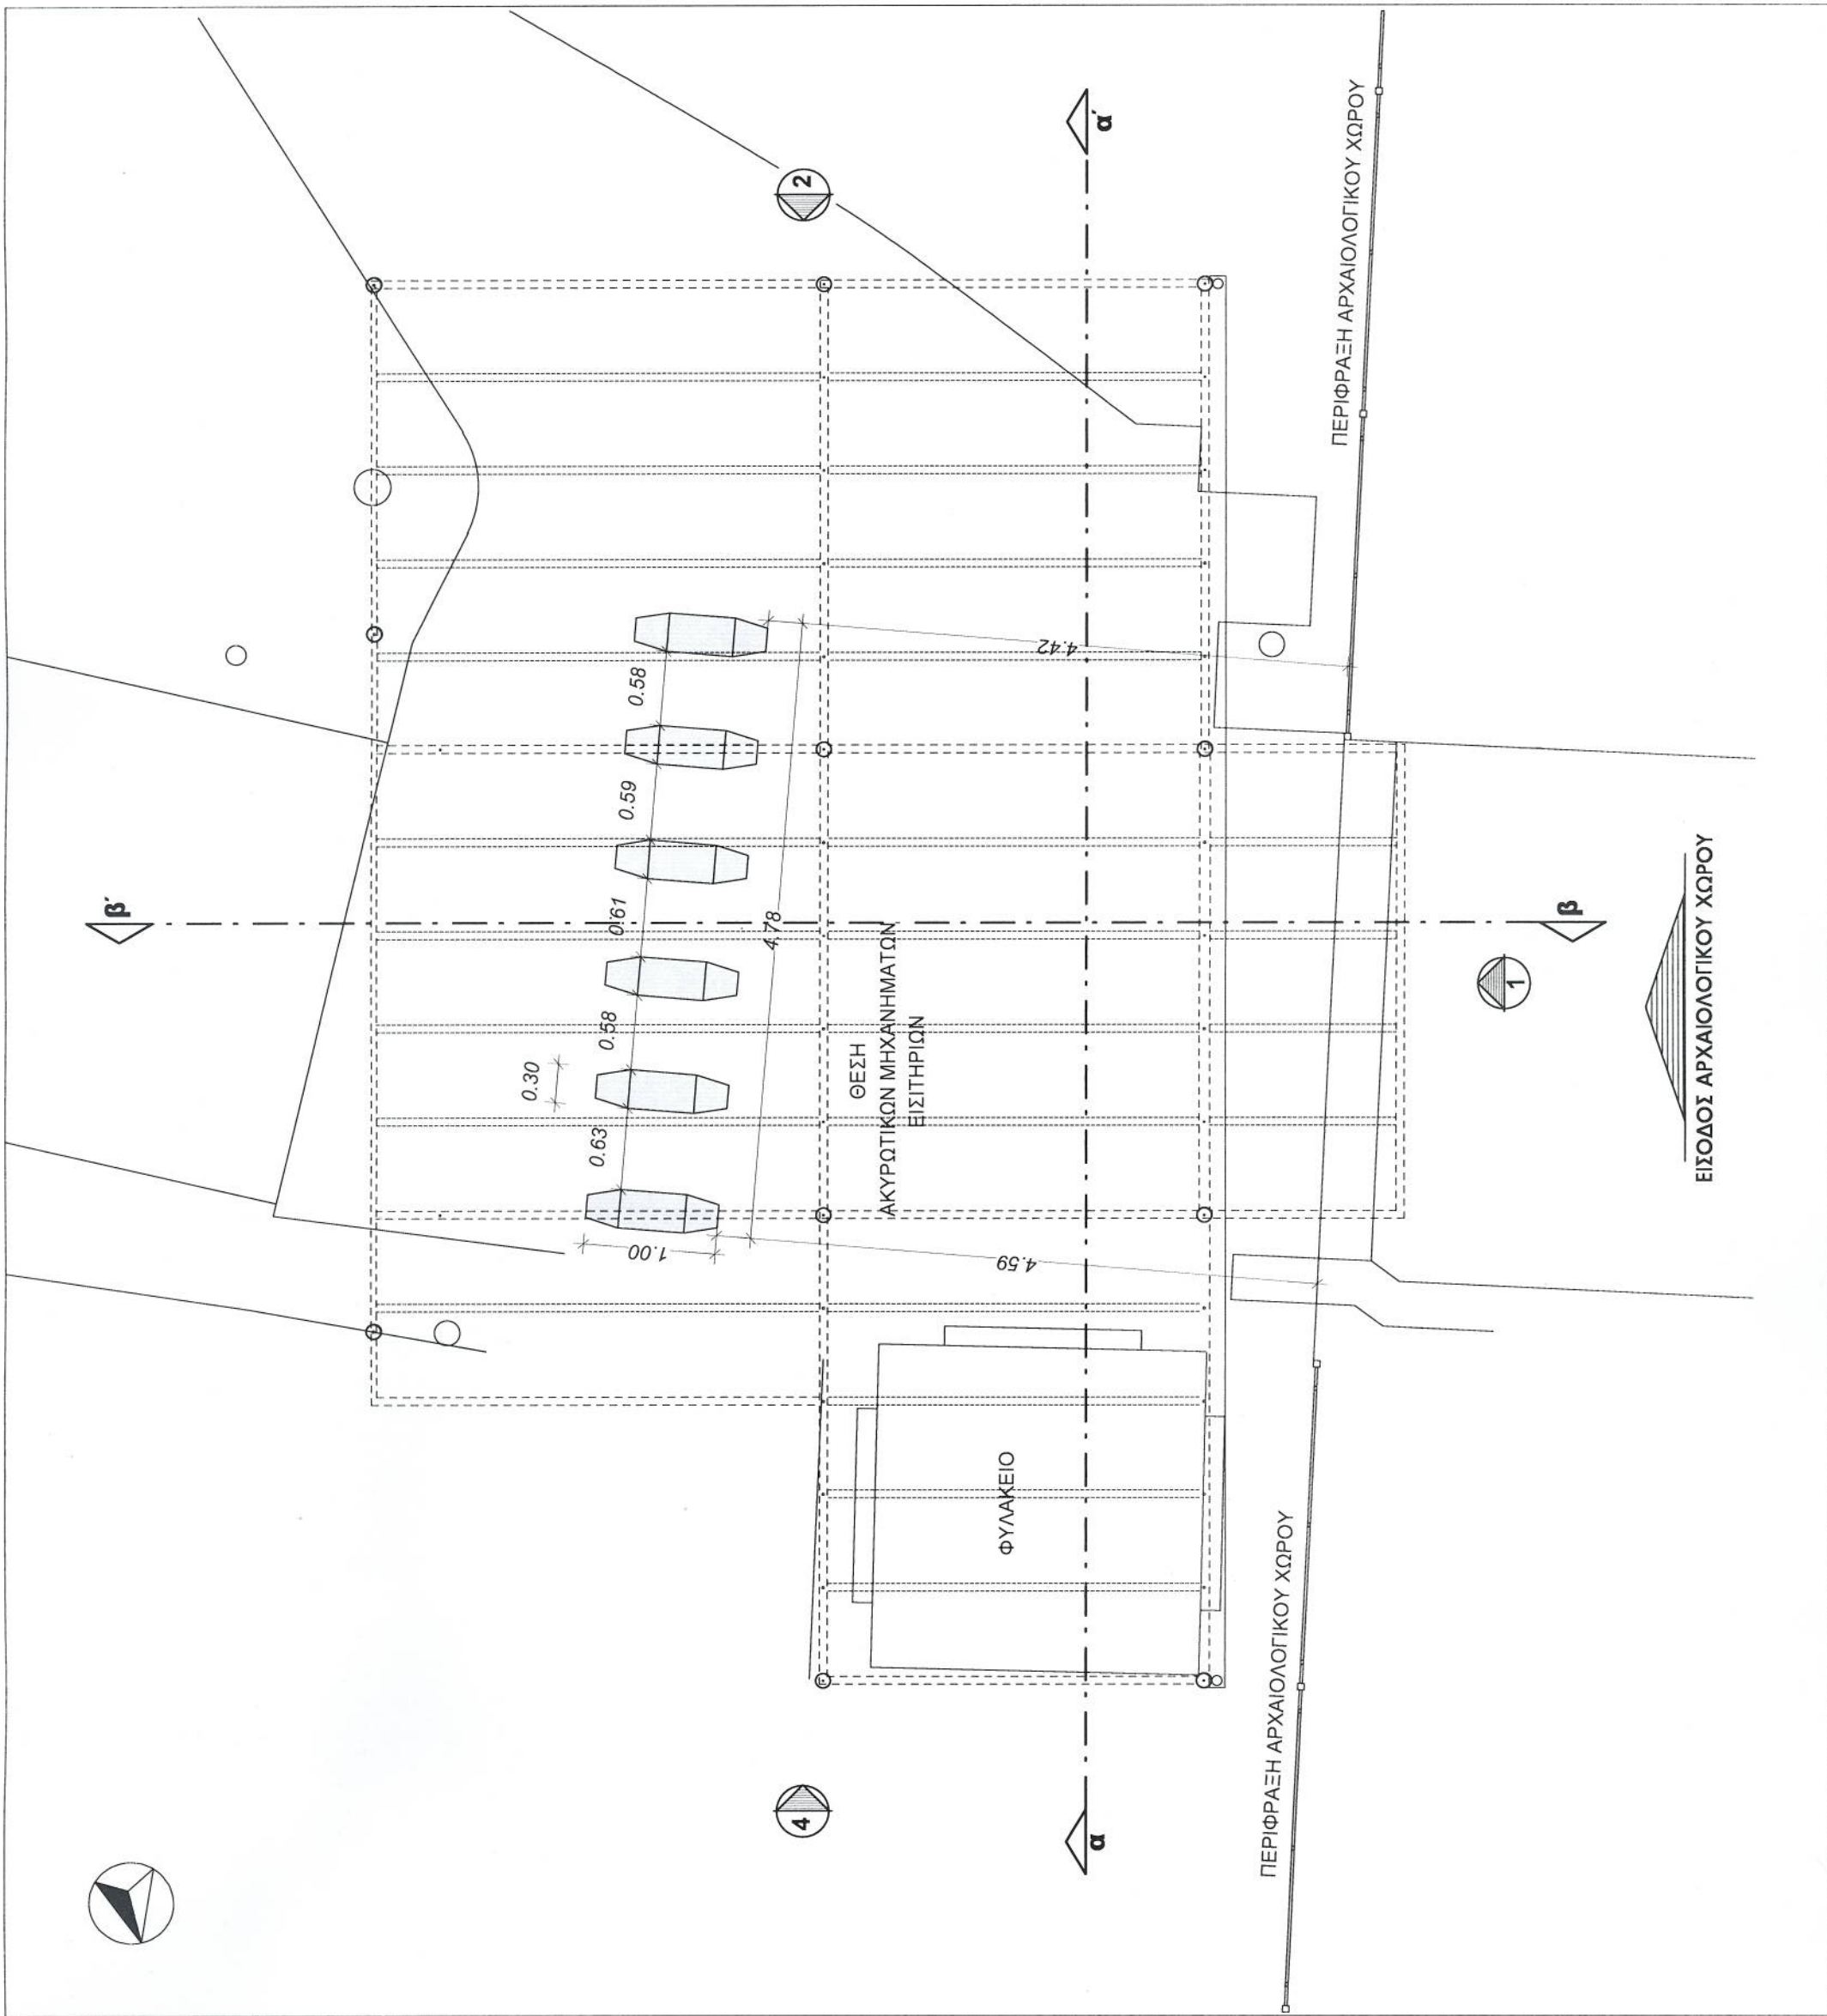 β΄
2
α΄
ΠΕΡΙΦΡΑΞΗ ΑΡΧΑΙΟΛΟΓΙΚΟΥ ΧΩΡΟΥ
0.58
0.59
0.61
0.58
0.30
0.63
1.00
4.78
4.42
4.59
ΘΕΣΗ
ΑΚΥΡΩΤΙΚΩΝ ΜΗΧΑΝΗΜΑΤΩΝ
ΕΙΣΙΤΗΡΙΩΝ
β
1
ΕΙΣΟΔΟΣ ΑΡΧΑΙΟΛΟΓΙΚΟΥ ΧΩΡΟΥ
ΦΥΛΑΚΕΙΟ
4
α
ΠΕΡΙΦΡΑΞΗ ΑΡΧΑΙΟΛΟΓΙΚΟΥ ΧΩΡΟΥ